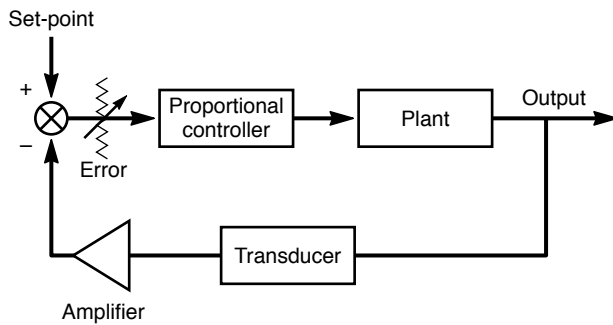 Set-point
+
−
Error
Proportional
controller
Plant
Output
Transducer
Amplifier